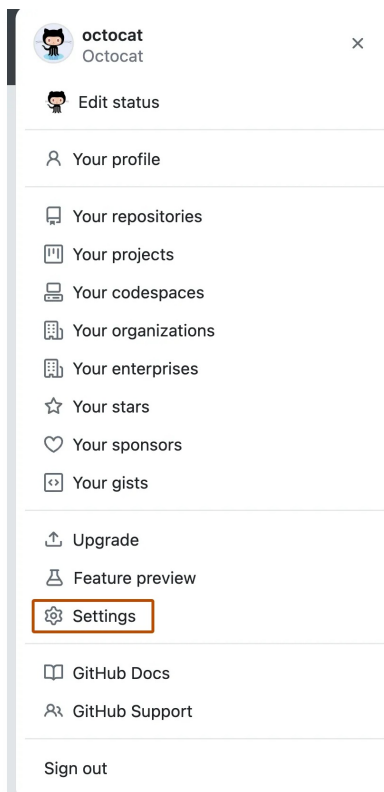 octocat
Octocat
Edit status
Your profile
Your repositories
Your projects
Your codespaces
Your organizations
Your enterprises
Your stars
Your sponsors
Your gists
Upgrade
Feature preview
Settings
GitHub Docs
GitHub Support
Sign out